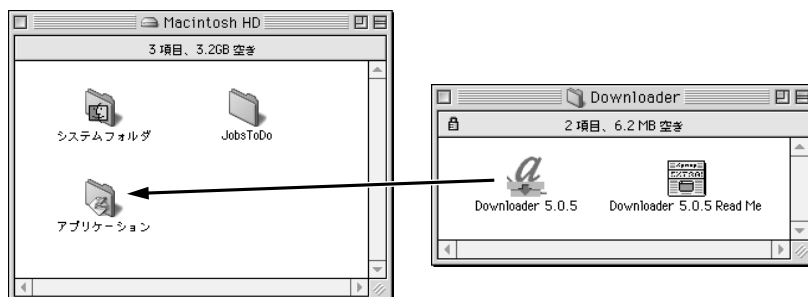 Macintosh HD
3 項目、3.2GB 空き
システムフォルダ
JobsToDo
アプリケーション
Downloader
2 項目、6.2 MB 空き
Downloader 5.0.5
Downloader 5.0.5 Read Me